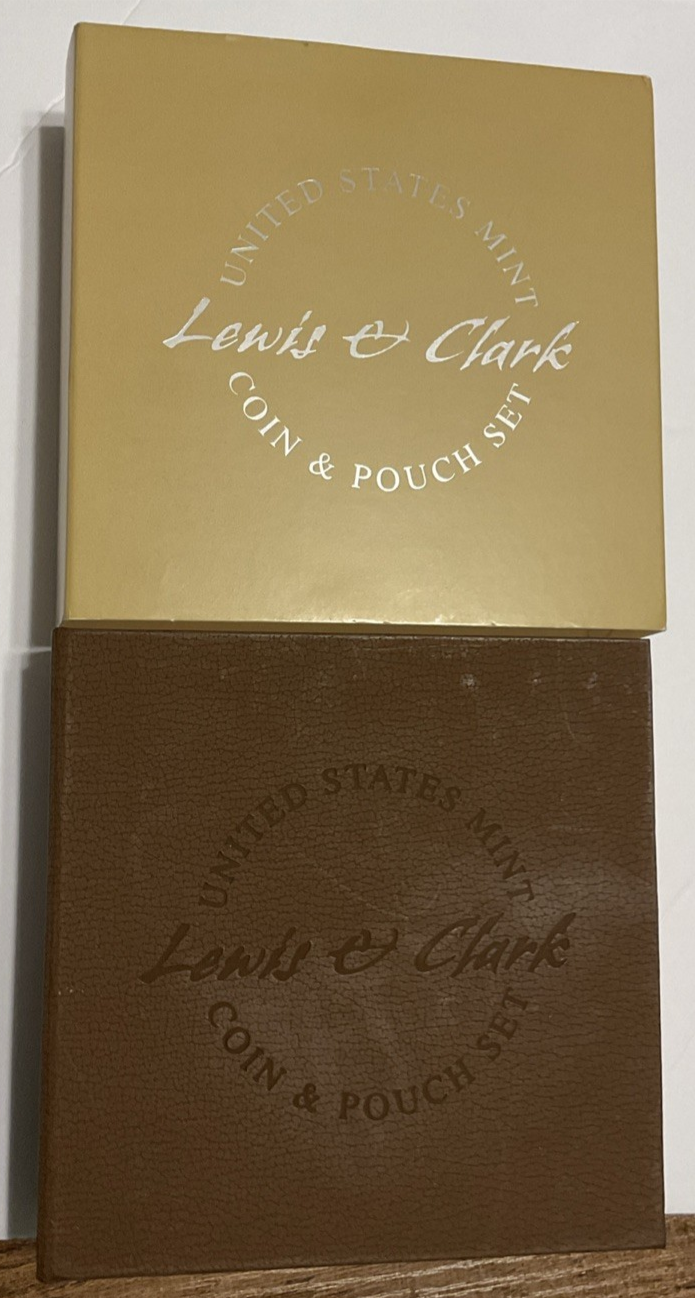 UNITED STATES MINT
Lewis & Clark
COIN & POUCH SET
UNITED STATES MINT
Lewis & Clark
COIN & POUCH SET